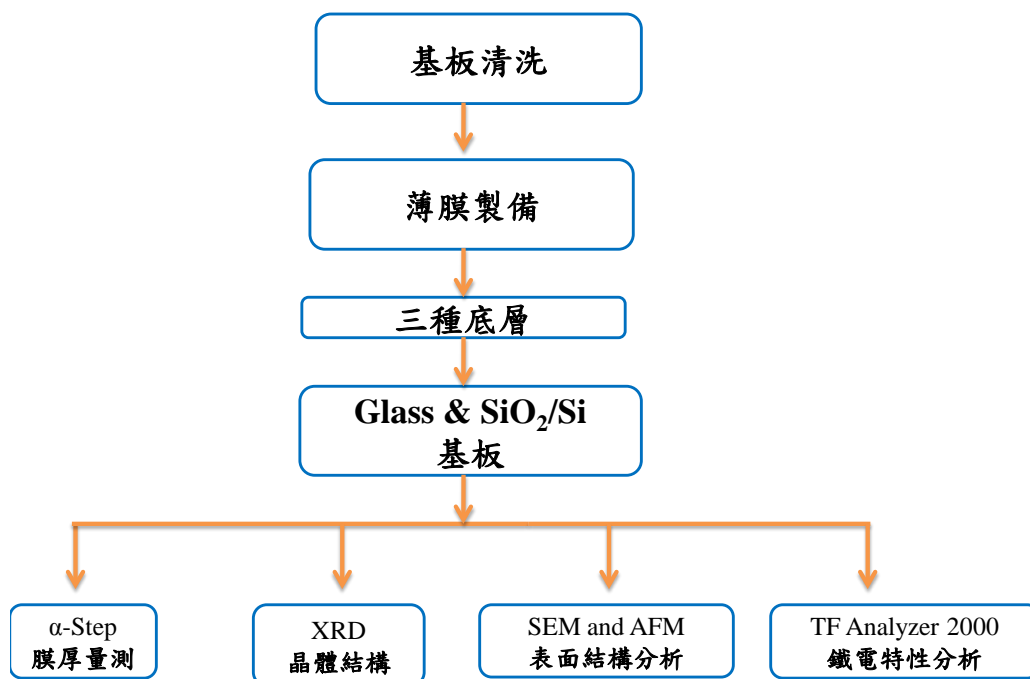 基板清洗
薄膜製備
三種底層
Glass & SiO₂/Si
基板
α-Step
膜厚量測
XRD
晶體結構
SEM and AFM
表面結構分析
TF Analyzer 2000
鐵電特性分析